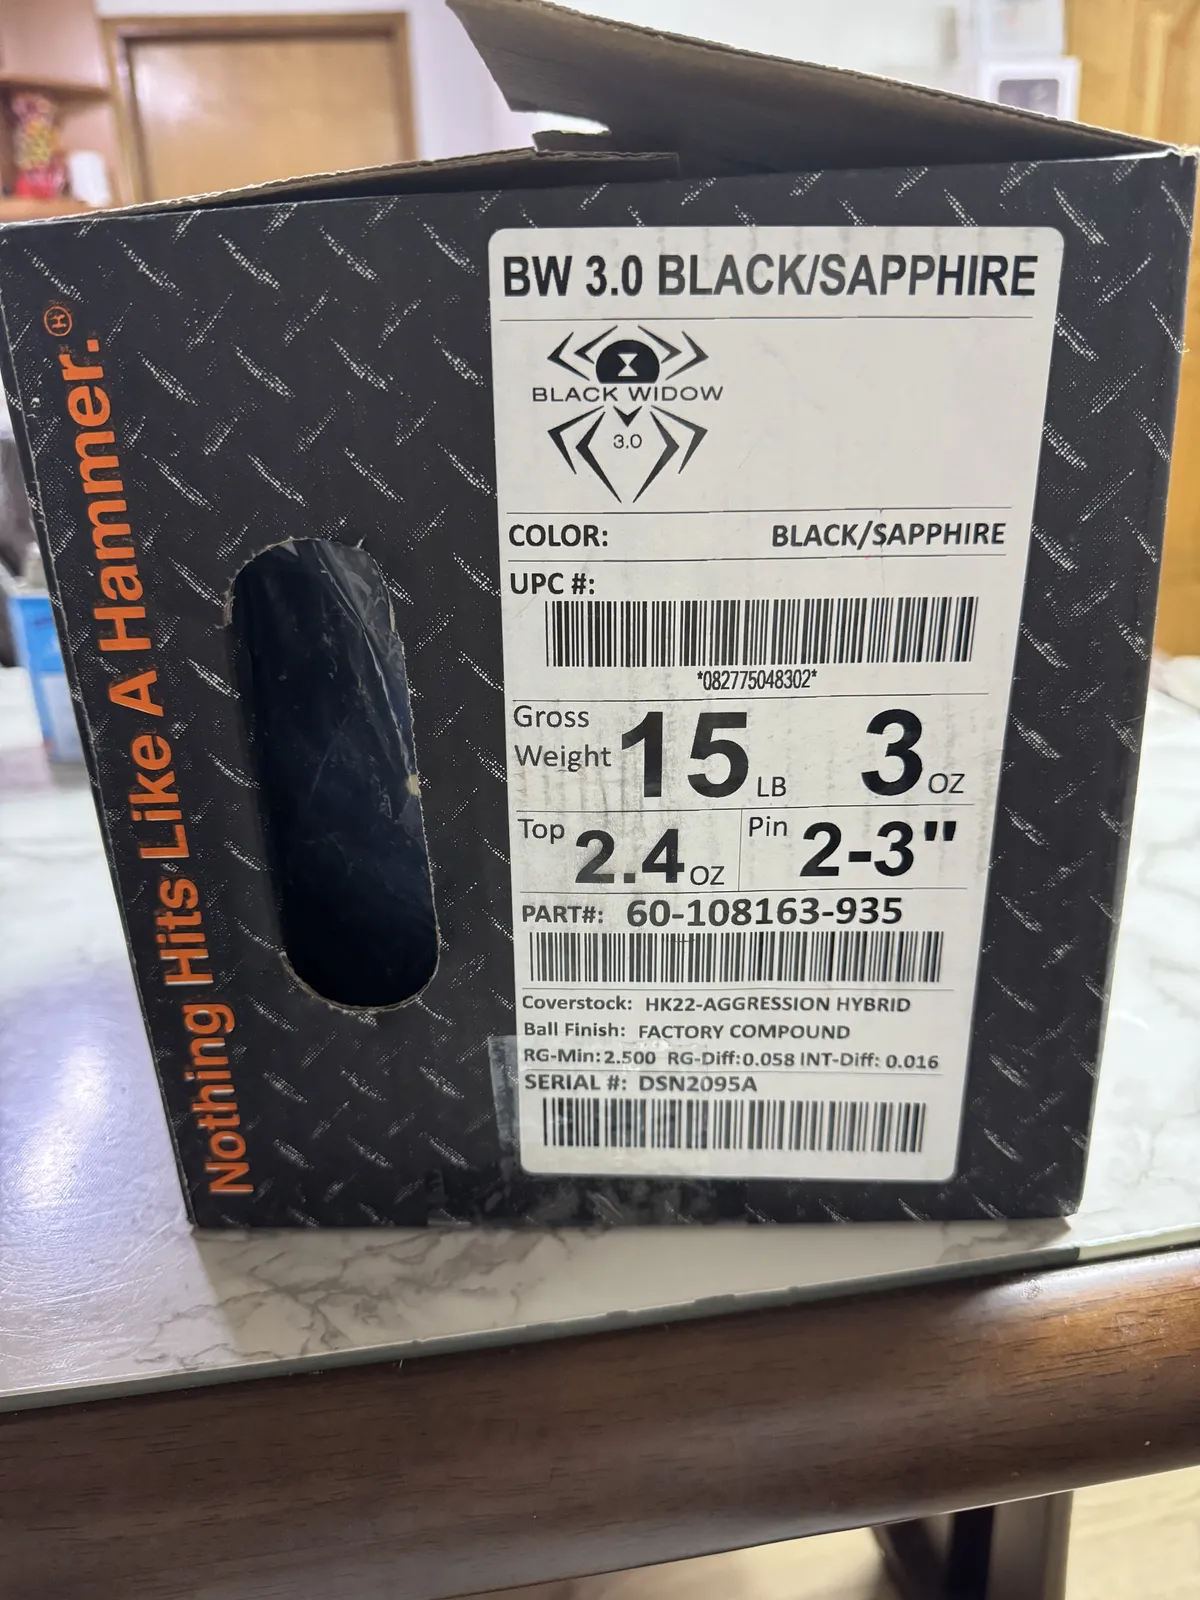 Nothing Hits Like A Hammer.®
BW 3.0 BLACK/SAPPHIRE
BLACK WIDOW
3.0
COLOR: BLACK/SAPPHIRE
UPC #:
*082775048302*
Gross Weight 15 LB 3 OZ
Top 2.4 OZ Pin 2-3"
PART#: 60-108163-935
Coverstock: HK22-AGGRESSION HYBRID
Ball Finish: FACTORY COMPOUND
RG-Min: 2.500 RG-Diff: 0.058 INT-Diff: 0.016
SERIAL #: DSN2095A